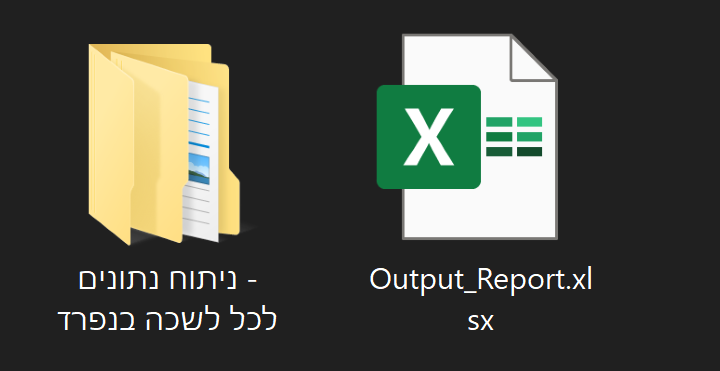 ניתוח נתונים -
לכל לשכה בנפרד
Output_Report.xl
sx